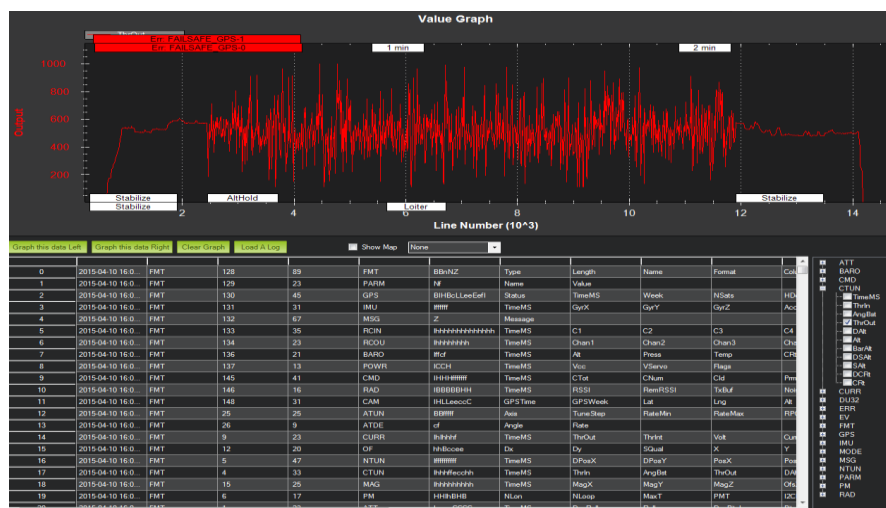 Value Graph
ThrOut
Err: FAILSAFE_GPS-1
Err: FAILSAFE_GPS-0
1 min
2 min
1000
800
600
400
200
Output
Stabilize
Stabilize
AltHold
Loiter
Stabilize
2 4 6 8 10 12 14
Line Number (10^3)
Graph this data Left Graph this data Right Clear Graph Load A Log Show Map None
0 2015-04-10 16:0... FMT 128 89 FMT BBnNZ Type Length Name Format
1 2015-04-10 16:0... FMT 129 23 PARM Nf Name Value
2 2015-04-10 16:0... FMT 130 45 GPS BIHBcLLeeEefI Status TimeMS Week NSats
3 2015-04-10 16:0... FMT 131 31 IMU Iffffff TimeMS GyrX GyrY GyrZ Acc
4 2015-04-10 16:0... FMT 132 67 MSG Z Message
5 2015-04-10 16:0... FMT 133 35 RCIN TimeMS C1 C2 C3 C4
6 2015-04-10 16:0... FMT 134 23 RCOU TimeMS Chan1 Chan2 Chan3 Cha
7 2015-04-10 16:0... FMT 136 21 BARO Iffcf TimeMS Alt Press Temp CRt
8 2015-04-10 16:0... FMT 137 13 POWR ICCH TimeMS Vcc VServo Flags
9 2015-04-10 16:0... FMT 145 41 CMD TimeMS CTot CNum CId Prm
10 2015-04-10 16:0... FMT 146 16 RAD IBBBBBHH TimeMS RSSI RemRSSI TxBuf Noi
11 2015-04-10 16:0... FMT 148 31 CAM IHLLeeccC GPSTime GPSWeek Lat Lng Alt
12 2015-04-10 16:0... FMT 25 25 ATUN BBfffff Axis TuneStep RateMin RateMax
13 2015-04-10 16:0... FMT 26 9 ATDE cf Angle Rate
14 2015-04-10 16:0... FMT 9 23 CURR IhIhhhf TimeMS ThrOut ThrInt Volt Curr
15 2015-04-10 16:0... FMT 12 20 OF hhBccee Dx Dy SQual X Y
16 2015-04-10 16:0... FMT 5 47 NTUN TimeMS DPosX DPosY PosX Pos
17 2015-04-10 16:0... FMT 4 33 CTUN Ihhhffecchh TimeMS ThrIn AngBst ThrOut DAl
18 2015-04-10 16:0... FMT 15 25 MAG TimeMS MagX MagY MagZ Ofs
19 2015-04-10 16:0... FMT 6 17 PM HHIhBHB NLon NLoop MaxT PMT I2C
ATT
BARO
CMD
CTUN
TimeMS
ThrIn
AngBst
ThrOut
DAlt
Alt
BarAlt
DSAlt
SAlt
DCRt
CRt
CURR
DU32
ERR
EV
FMT
GPS
IMU
MODE
MSG
NTUN
PARM
PM
RAD